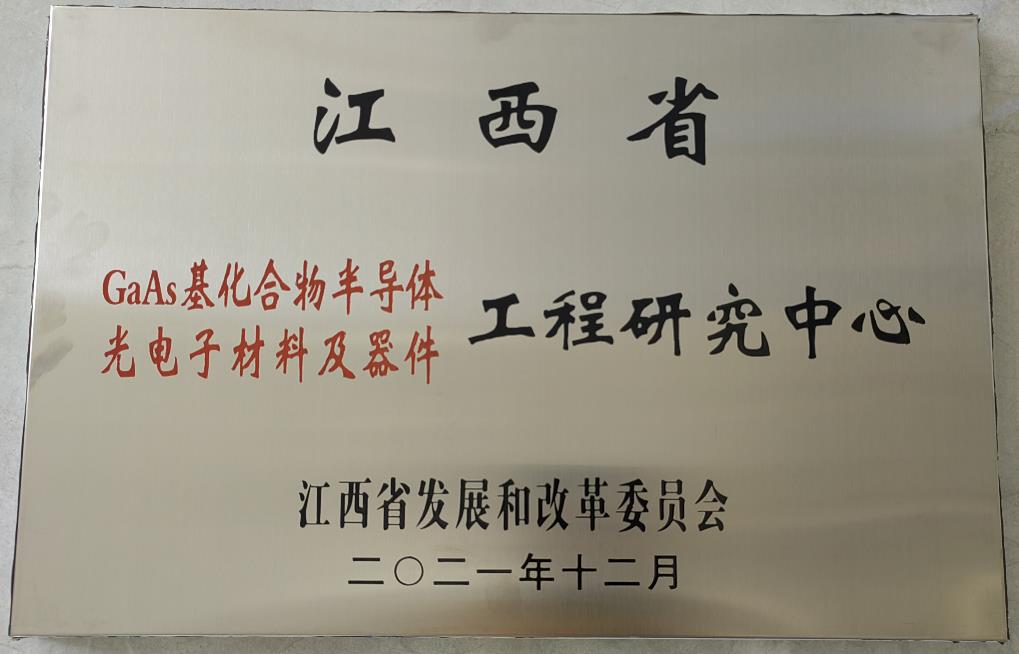 江西省
GaAs基化合物半导体
光电子材料及器件
工程研究中心
江西省发展和改革委员会
二〇二一年十二月